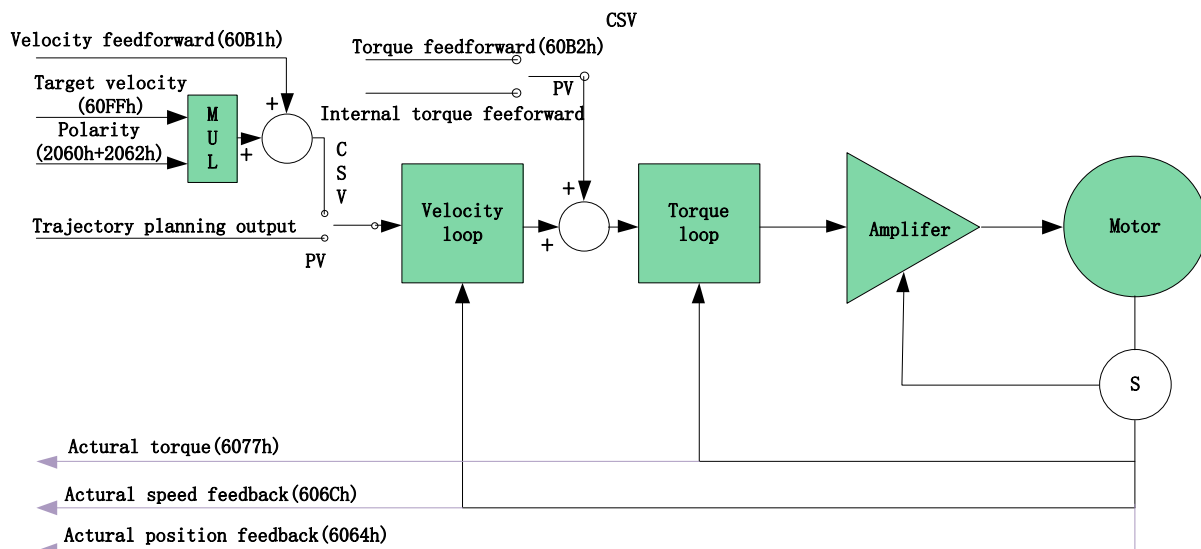 CSV
Velocity feedforward(60B1h)
Torque feedforward(60B2h)
Target velocity
(60FFh)
PV
Internal torque feeforward
+
M
U
L
Polarity
(2060h+2062h)
+
C
S
V
+
Velocity
loop
+
Torque
loop
Amplifer
Motor
Trajectory planning output
PV
S
Actural torque(6077h)
Actural speed feedback(606Ch)
Actural position feedback(6064h)